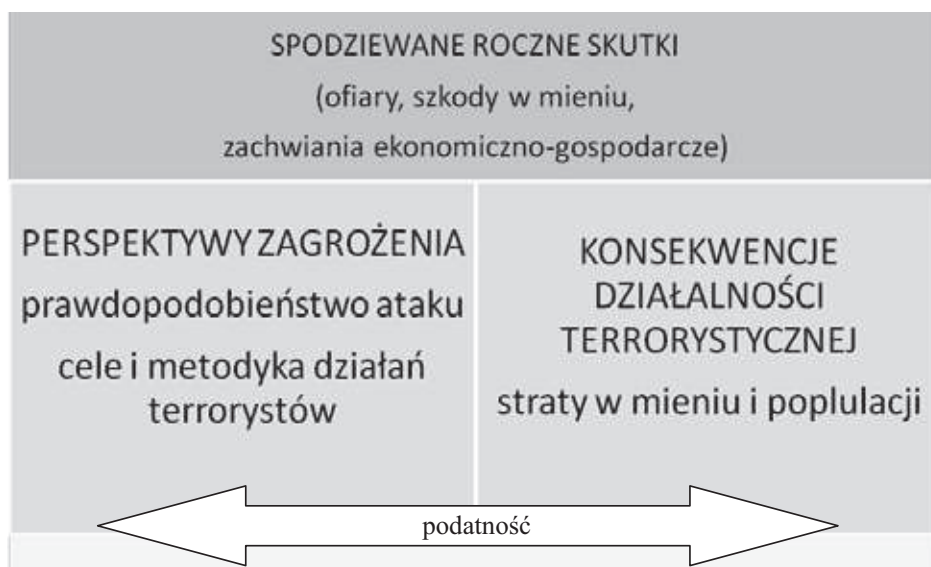 SPODZIEWANE ROCZNE SKUTKI
(ofiary, szkody w mieniu,
zachwiania ekonomiczno-gospodarcze)
PERSPEKTYWY ZAGROŻENIA
prawdopodobieństwo ataku
cele i metodyka działań
terrorystów
KONSEKWENCJE
DZIAŁALNOŚCI
TERRORYSTYCZNEJ
straty w mieniu i poplulacji
podatność